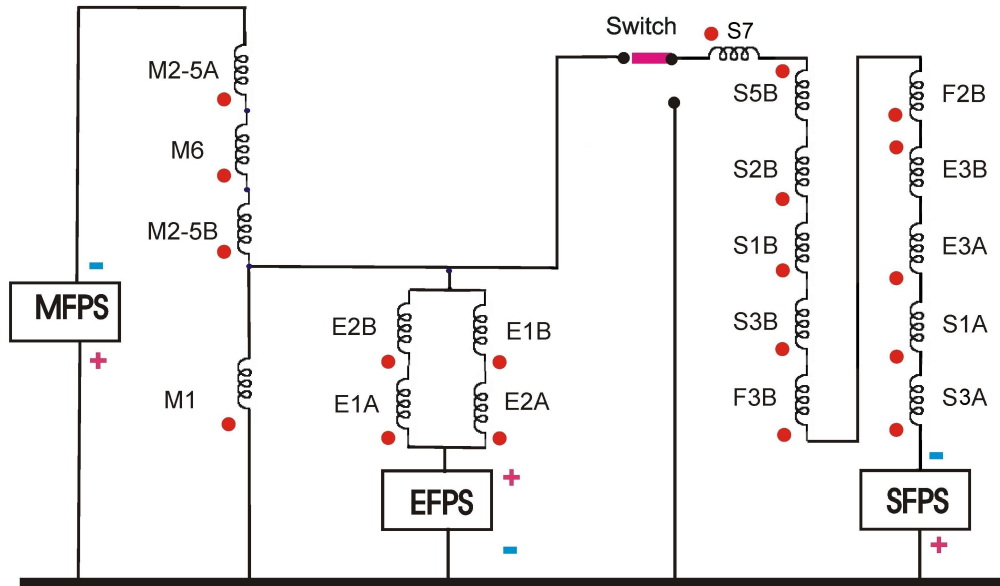 Switch
S7
M2-5A
S5B
F2B
M6
S2B
E3B
M2-5B
S1B
E3A
MFPS
E2B
E1B
S3B
S1A
M1
E1A
E2A
F3B
S3A
EFPS
SFPS